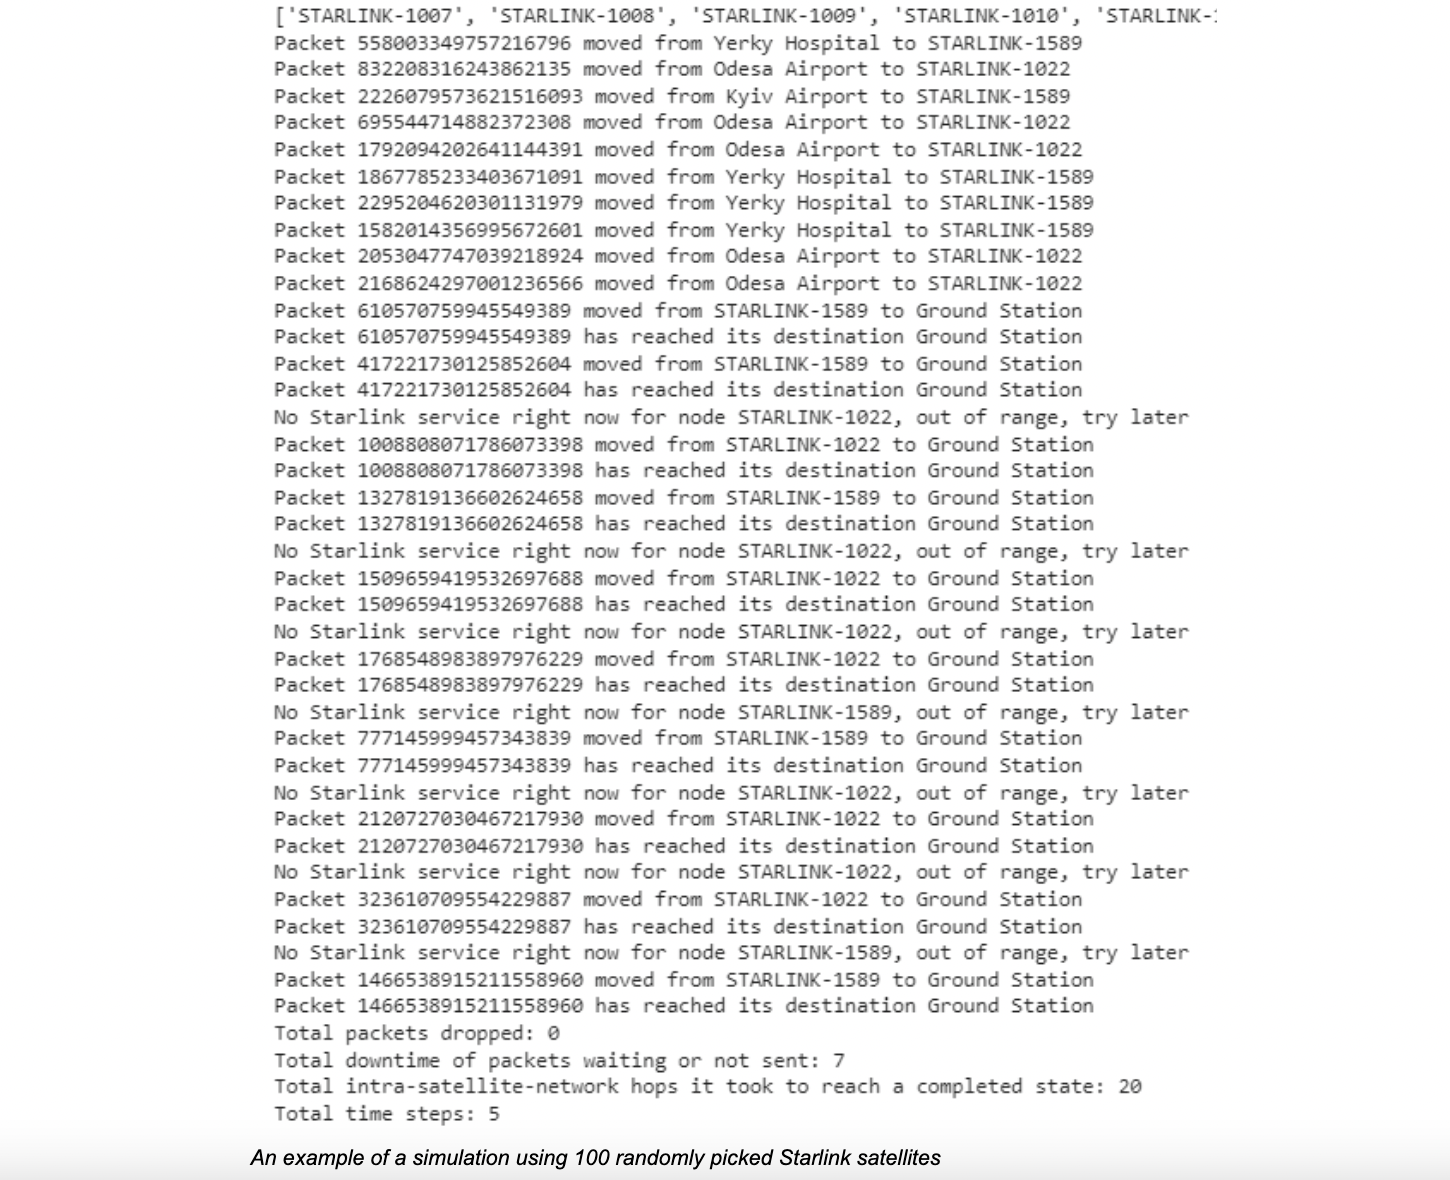 ['STARLINK-1007', 'STARLINK-1008', 'STARLINK-1009', 'STARLINK-1010', 'STARLINK-
Packet 558003349757216796 moved from Yerky Hospital to STARLINK-1589
Packet 832208316243862135 moved from Odesa Airport to STARLINK-1022
Packet 2226079573621516093 moved from Kyiv Airport to STARLINK-1589
Packet 695544714882372308 moved from Odesa Airport to STARLINK-1022
Packet 1792094202641144391 moved from Odesa Airport to STARLINK-1022
Packet 1867785233403671091 moved from Yerky Hospital to STARLINK-1589
Packet 2295204620301131979 moved from Yerky Hospital to STARLINK-1589
Packet 1582014356995672601 moved from Yerky Hospital to STARLINK-1589
Packet 2053047747039218924 moved from Odesa Airport to STARLINK-1022
Packet 2168624297001236566 moved from Odesa Airport to STARLINK-1022
Packet 610570759945549389 moved from STARLINK-1589 to Ground Station
Packet 610570759945549389 has reached its destination Ground Station
Packet 417221730125852604 moved from STARLINK-1589 to Ground Station
Packet 417221730125852604 has reached its destination Ground Station
No Starlink service right now for node STARLINK-1022, out of range, try later
Packet 1008808071786073398 moved from STARLINK-1022 to Ground Station
Packet 1008808071786073398 has reached its destination Ground Station
Packet 1327819136602624658 moved from STARLINK-1589 to Ground Station
Packet 1327819136602624658 has reached its destination Ground Station
No Starlink service right now for node STARLINK-1022, out of range, try later
Packet 1509659419532697688 moved from STARLINK-1022 to Ground Station
Packet 1509659419532697688 has reached its destination Ground Station
No Starlink service right now for node STARLINK-1022, out of range, try later
Packet 1768548983897976229 moved from STARLINK-1022 to Ground Station
Packet 1768548983897976229 has reached its destination Ground Station
No Starlink service right now for node STARLINK-1589, out of range, try later
Packet 777145999457343839 moved from STARLINK-1589 to Ground Station
Packet 777145999457343839 has reached its destination Ground Station
No Starlink service right now for node STARLINK-1022, out of range, try later
Packet 2120727030467217930 moved from STARLINK-1022 to Ground Station
Packet 2120727030467217930 has reached its destination Ground Station
No Starlink service right now for node STARLINK-1022, out of range, try later
Packet 323610709554229887 moved from STARLINK-1022 to Ground Station
Packet 323610709554229887 has reached its destination Ground Station
No Starlink service right now for node STARLINK-1589, out of range, try later
Packet 1466538915211558960 moved from STARLINK-1589 to Ground Station
Packet 1466538915211558960 has reached its destination Ground Station
Total packets dropped: 0
Total downtime of packets waiting or not sent: 7
Total intra-satellite-network hops it took to reach a completed state: 20
Total time steps: 5
An example of a simulation using 100 randomly picked Starlink satellites